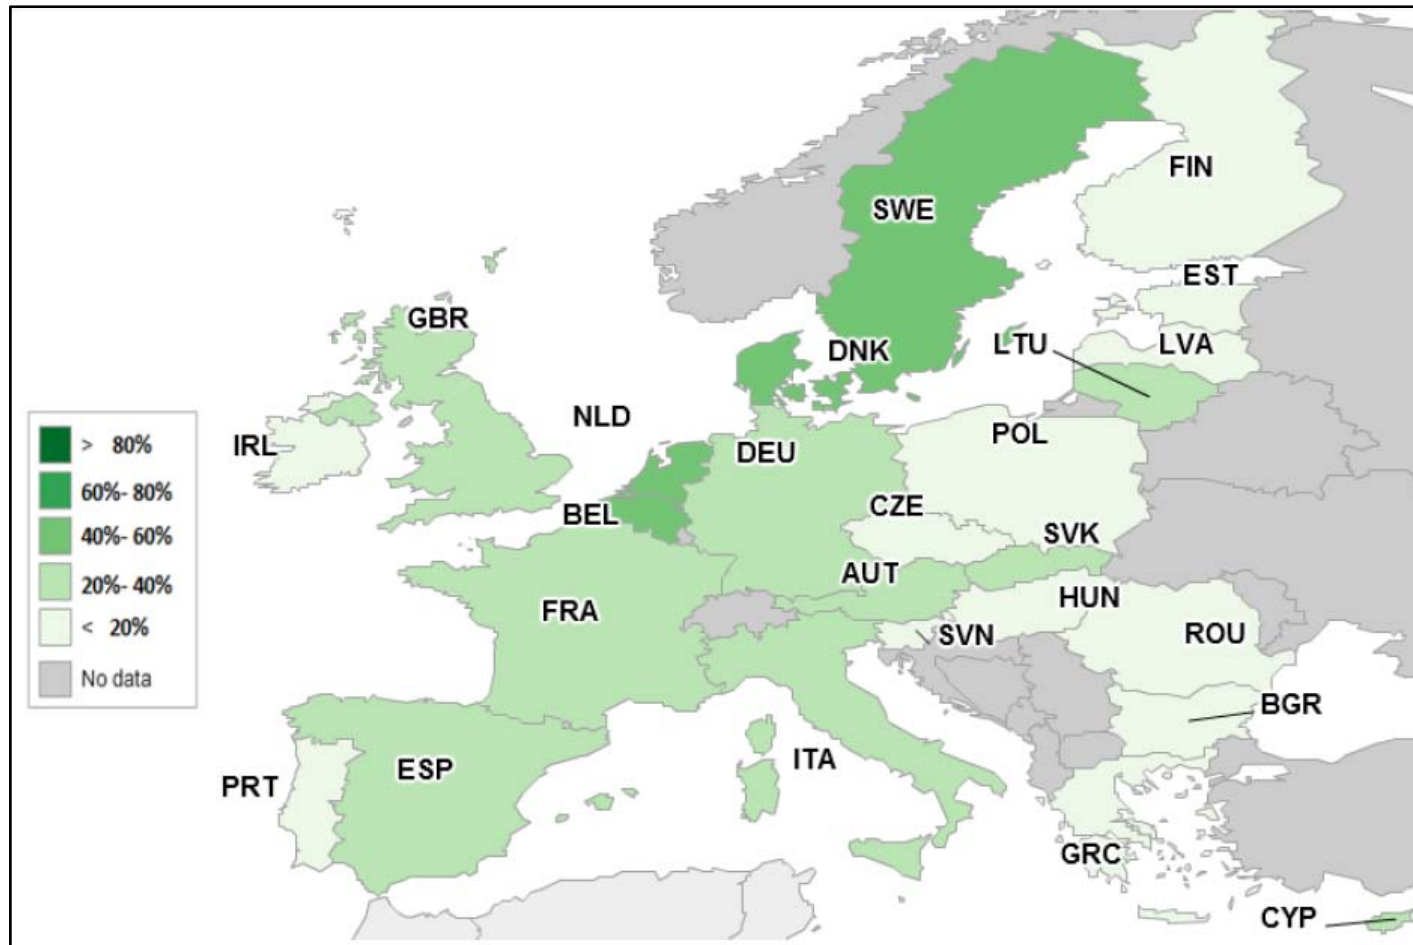 FIN
SWE
EST
GBR
DNK
LTU
LVA
NLD
IRL
DEU
POL
> 80%
60%- 80%
40%- 60%
20%- 40%
< 20%
No data
BEL
CZE
SVK
AUT
FRA
HUN
SVN
ROU
BGR
ITA
ESP
PRT
GRC
CYP